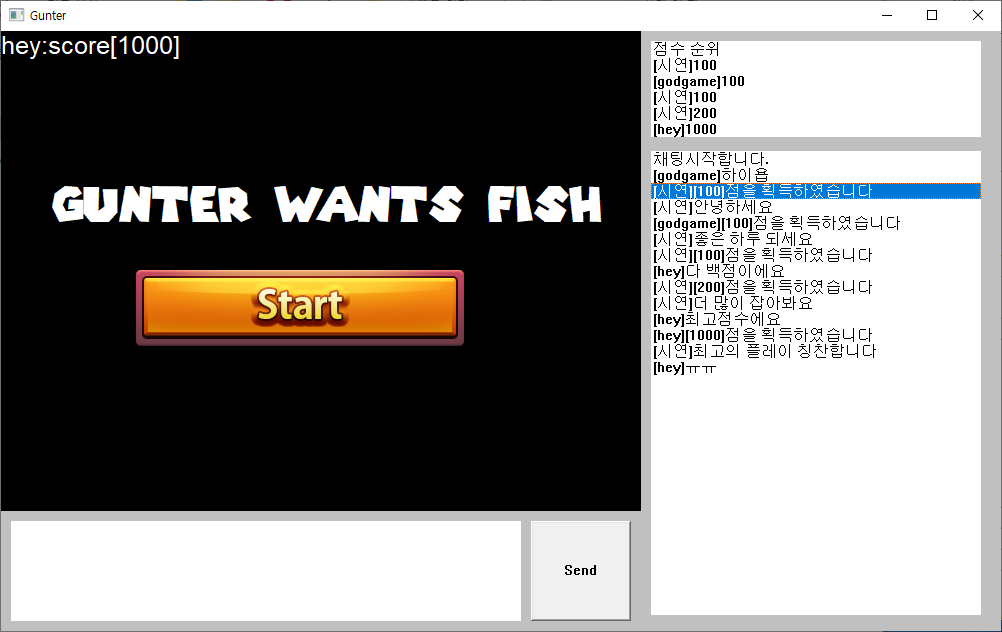 Gunter
hey:score[1000]
GUNTER WANTS FISH
Start
Send
점수 순위
[시연]100
[godgame]100
[시연]100
[시연]200
[hey]1000
채팅시작합니다.
[godgame]하이욥
[시연][100]점을 획득하였습니다
[시연]안녕하세요
[godgame][100]점을 획득하였습니다
[시연]좋은 하루 되세요
[시연][100]점을 획득하였습니다
[hey]다 백점이에요
[시연][200]점을 획득하였습니다
[시연]더 많이 잡아봐요
[hey]최고점수에요
[hey][1000]점을 획득하였습니다
[시연]최고의 플레이 칭찬합니다
[hey]ㅠㅠ